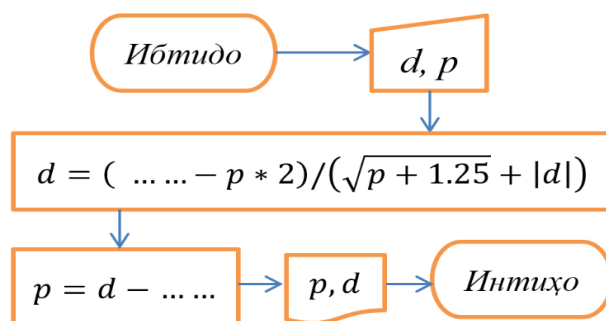 Ибтидо
d, p
d = ( … … − p * 2)/(√p + 1.25 + |d|)
p = d − … …
p, d
Интиҳо